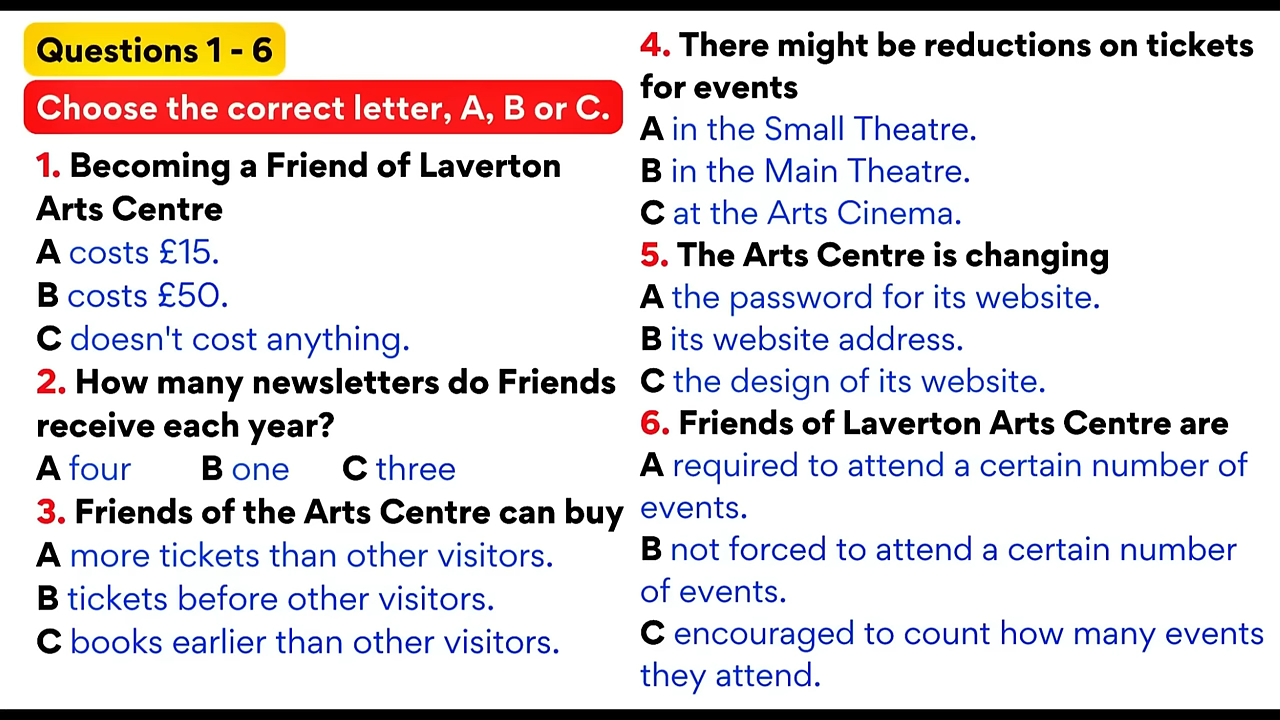 Questions 1 - 6
Choose the correct letter, A, B or C.
1. Becoming a Friend of Laverton
Arts Centre
A costs £15.
B costs £50.
C doesn't cost anything.
2. How many newsletters do Friends
receive each year?
A four B one C three
3. Friends of the Arts Centre can buy
A more tickets than other visitors.
B tickets before other visitors.
C books earlier than other visitors.
4. There might be reductions on tickets
for events
A in the Small Theatre.
B in the Main Theatre.
C at the Arts Cinema.
5. The Arts Centre is changing
A the password for its website.
B its website address.
C the design of its website.
6. Friends of Laverton Arts Centre are
A required to attend a certain number of
events.
B not forced to attend a certain number
of events.
C encouraged to count how many events
they attend.